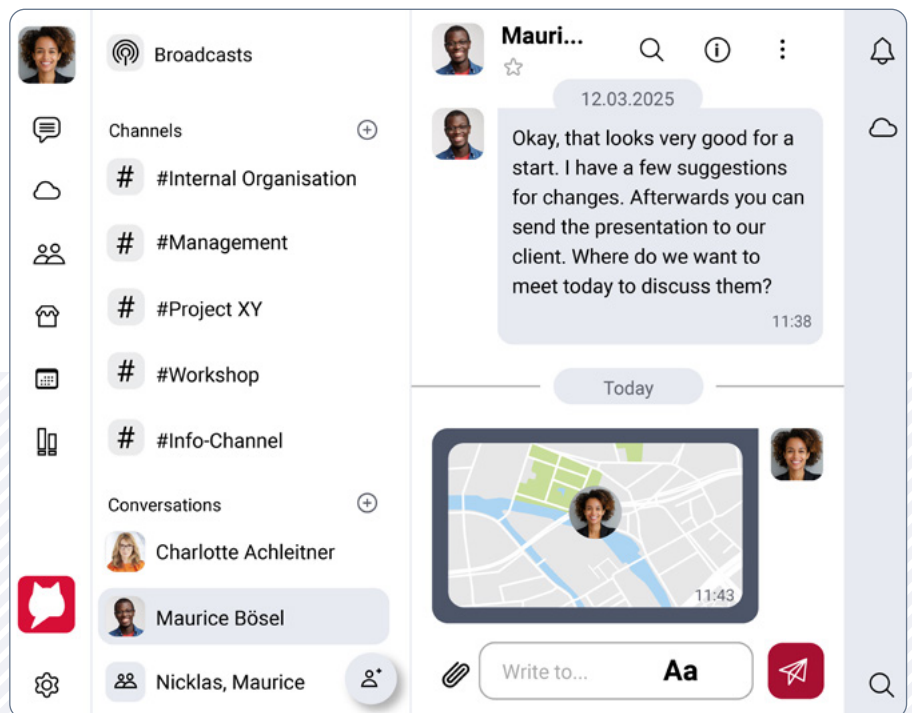 Broadcasts
Channels
# #Internal Organisation
# #Management
# #Project XY
# #Workshop
# #Info-Channel
Conversations
Charlotte Achleitner
Maurice Bösel
Nicklas, Maurice
Mauri...
12.03.2025
Okay, that looks very good for a
start. I have a few suggestions
for changes. Afterwards you can
send the presentation to our
client. Where do we want to
meet today to discuss them?
11:38
Today
11:43
Write to... Aa